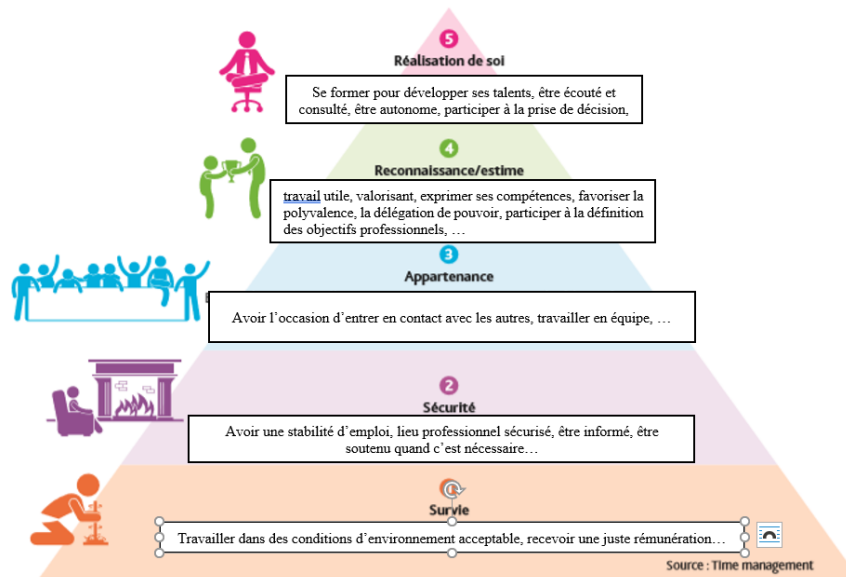 5
Réalisation de soi
Se former pour développer ses talents, être écouté et
consulté, être autonome, participer à la prise de décision,
4
Reconnaissance/estime
travail utile, valorisant, exprimer ses compétences, favoriser la
polyvalence, la délégation de pouvoir, participer à la définition
des objectifs professionnels, …
3
Appartenance
Avoir l’occasion d’entrer en contact avec les autres, travailler en équipe, …
2
Sécurité
Avoir une stabilité d’emploi, lieu professionnel sécurisé, être informé, être
soutenu quand c’est nécessaire…
Survie
Travailler dans des conditions d’environnement acceptable, recevoir une juste rémunération…
Source : Time management